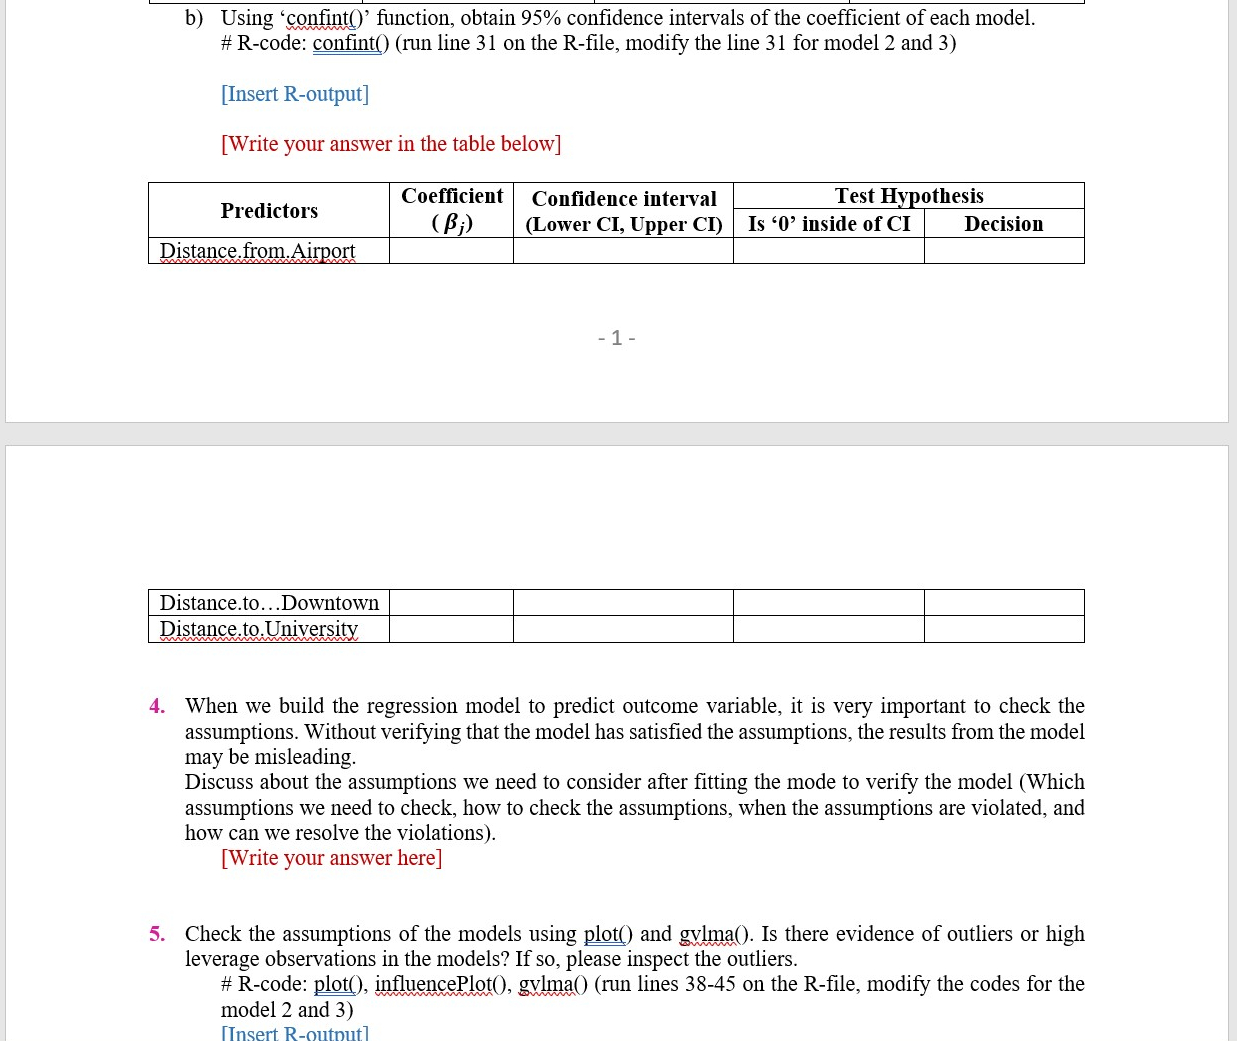 b) Using ‘confint()’ function, obtain 95% confidence intervals of the coefficient of each model.
# R-code: confint() (run line 31 on the R-file, modify the line 31 for model 2 and 3)
[Insert R-output]
[Write your answer in the table below]
Predictors
Coefficient
(βj)
Confidence interval
(Lower CI, Upper CI)
Test Hypothesis
Is ‘0’ inside of CI
Decision
Distance.from.Airport
- 1 -
Distance.to…Downtown
Distance.to.University
4. When we build the regression model to predict outcome variable, it is very important to check the
assumptions. Without verifying that the model has satisfied the assumptions, the results from the model
may be misleading.
Discuss about the assumptions we need to consider after fitting the mode to verify the model (Which
assumptions we need to check, how to check the assumptions, when the assumptions are violated, and
how can we resolve the violations).
[Write your answer here]
5. Check the assumptions of the models using plot() and gvlma(). Is there evidence of outliers or high
leverage observations in the models? If so, please inspect the outliers.
# R-code: plot(), influencePlot(), gvlma() (run lines 38-45 on the R-file, modify the codes for the
model 2 and 3)
[Insert R-output]